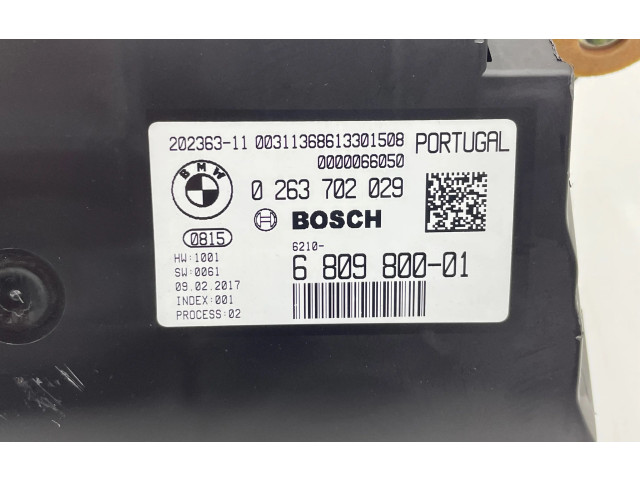 202363-11 00311368613301508 PORTUGAL
0000066050
BMW
0 263 702 029
BOSCH
0815
6210-
6 809 800-01
HW:1001
SW:0061
09.02.2017
INDEX:001
PROCESS:02